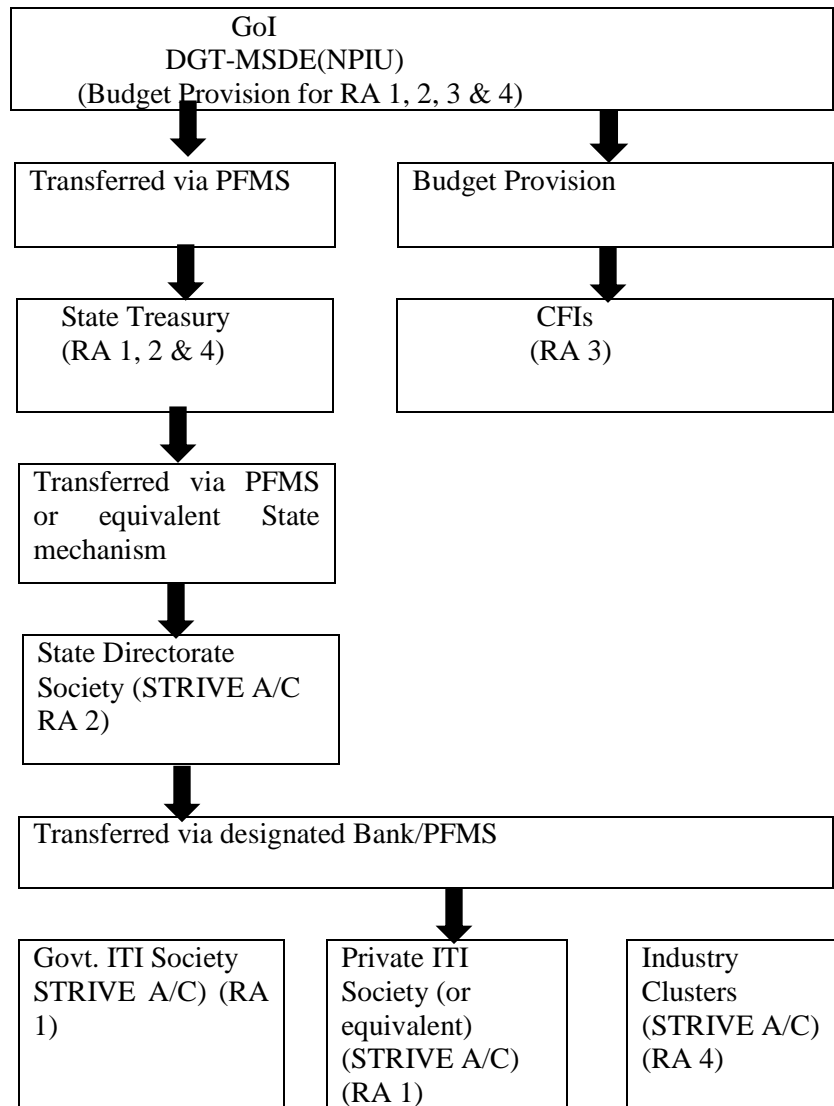 GoI
DGT-MSDE(NPIU)
(Budget Provision for RA 1, 2, 3 & 4)
Transferred via PFMS
Budget Provision
State Treasury
(RA 1, 2 & 4)
CFIs
(RA 3)
Transferred via PFMS
or equivalent State
mechanism
State Directorate
Society (STRIVE A/C
RA 2)
Transferred via designated Bank/PFMS
Govt. ITI Society
STRIVE A/C) (RA
1)
Private ITI
Society (or
equivalent)
(STRIVE A/C)
(RA 1)
Industry
Clusters
(STRIVE A/C)
(RA 4)